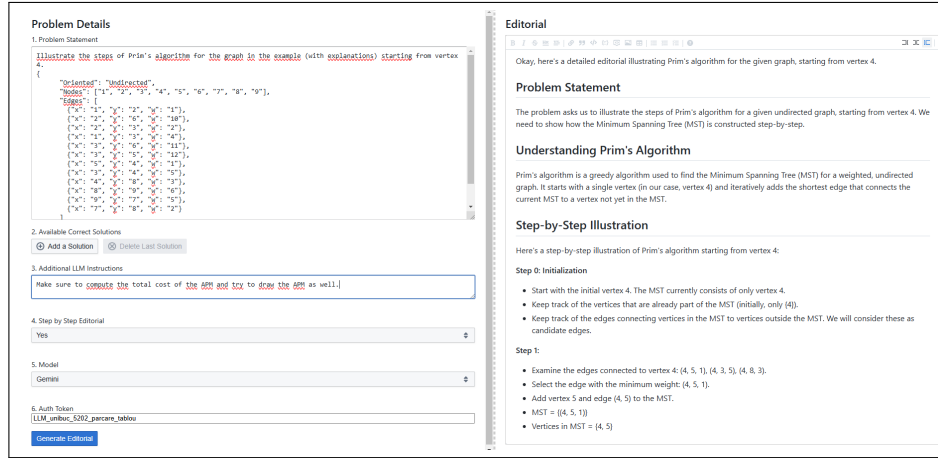 Problem Details
1. Problem Statement
Illustrate the steps of Prim's algorithm for the graph in the example (with explanations) starting from vertex
4.
{
"Oriented": "Undirected",
"Nodes": ["1", "2", "3", "4", "5", "6", "7", "8", "9"],
"Edges": [
{"x": "1", "y": "2", "w": "1"},
{"x": "2", "y": "6", "w": "10"},
{"x": "2", "y": "3", "w": "2"},
{"x": "1", "y": "3", "w": "4"},
{"x": "3", "y": "6", "w": "11"},
{"x": "3", "y": "5", "w": "12"},
{"x": "5", "y": "4", "w": "1"},
{"x": "4", "y": "3", "w": "5"},
{"x": "4", "y": "8", "w": "3"},
{"x": "8", "y": "9", "w": "6"},
{"x": "9", "y": "7", "w": "5"},
{"x": "7", "y": "8", "w": "2"}
]
2. Available Correct Solutions
Add a Solution
Delete Last Solution
3. Additional LLM Instructions
Make sure to compute the total cost of the APM and try to draw the APM as well.
4. Step by Step Editorial
Yes
5. Model
Gemini
6. Auth Token
LLM_unibuc_5202_parcare_tablou
Generate Editorial
Editorial
Okay, here's a detailed editorial illustrating Prim's algorithm for the given graph, starting from vertex 4.
Problem Statement
The problem asks us to illustrate the steps of Prim's algorithm for a given undirected graph, starting from vertex 4. We
need to show how the Minimum Spanning Tree (MST) is constructed step-by-step.
Understanding Prim's Algorithm
Prim's algorithm is a greedy algorithm used to find the Minimum Spanning Tree (MST) for a weighted, undirected
graph. It starts with a single vertex (in our case, vertex 4) and iteratively adds the shortest edge that connects the
current MST to a vertex not yet in the MST.
Step-by-Step Illustration
Here's a step-by-step illustration of Prim's algorithm starting from vertex 4:
Step 0: Initialization
• Start with the initial vertex 4. The MST currently consists of only vertex 4.
• Keep track of the vertices that are already part of the MST (initially, only {4}).
• Keep track of the edges connecting vertices in the MST to vertices outside the MST. We will consider these as
candidate edges.
Step 1:
• Examine the edges connected to vertex 4: (4, 5, 1), (4, 3, 5), (4, 8, 3).
• Select the edge with the minimum weight: (4, 5, 1).
• Add vertex 5 and edge (4, 5) to the MST.
• MST = {(4, 5, 1)}
• Vertices in MST = {4, 5}